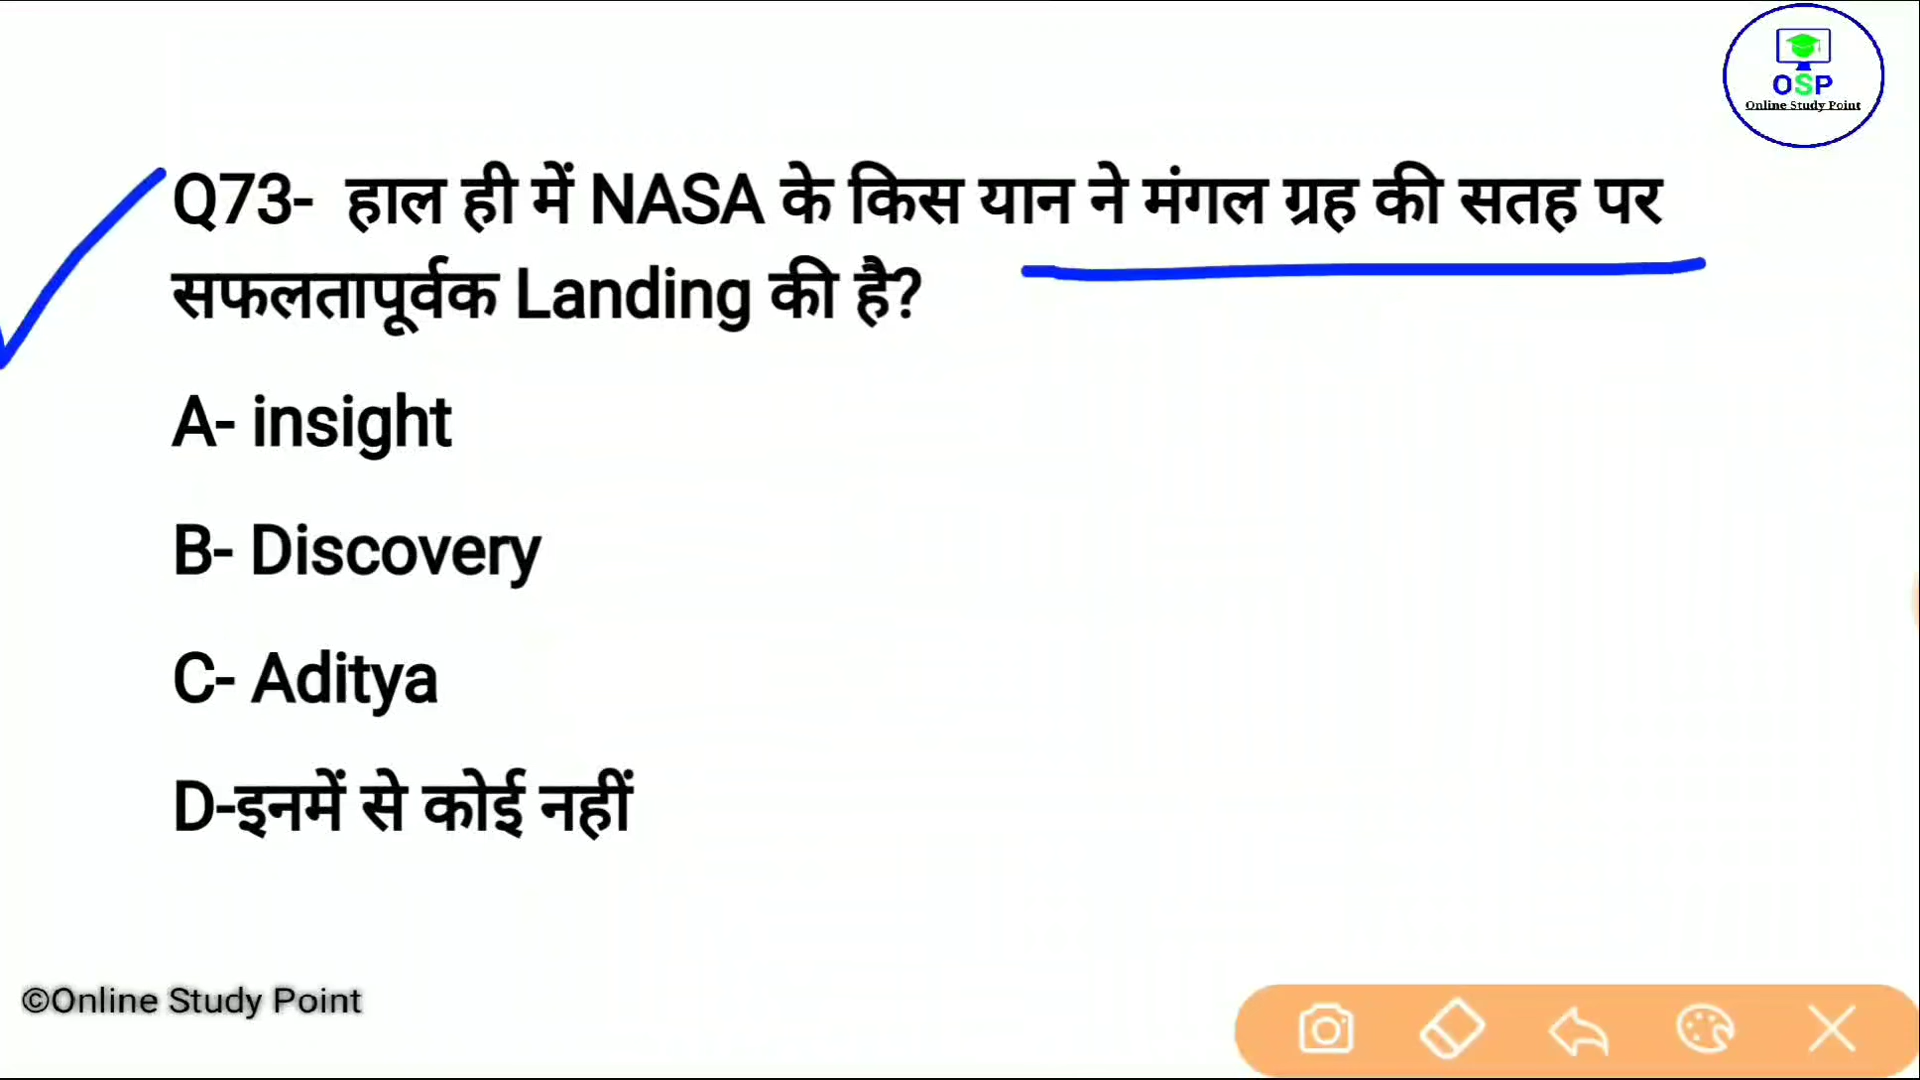 OSP
Online Study Point
Q73- हाल ही में NASA के किस यान ने मंगल ग्रह की सतह पर
सफलतापूर्वक Landing की है?
A- insight
B- Discovery
C- Aditya
D-इनमें से कोई नहीं
©Online Study Point